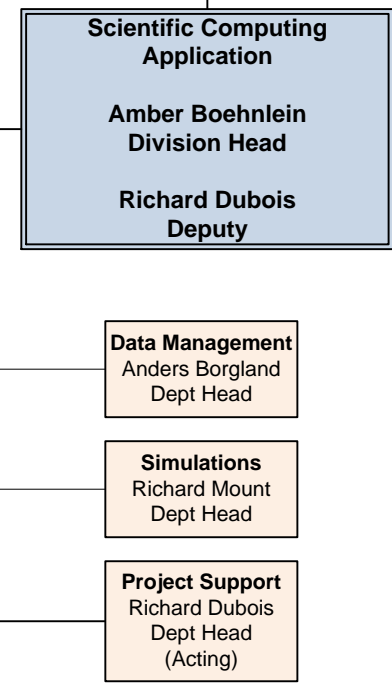 Scientific Computing
Application
Amber Boehnlein
Division Head
Richard Dubois
Deputy
Data Management
Anders Borgland
Dept Head
Simulations
Richard Mount
Dept Head
Project Support
Richard Dubois
Dept Head
(Acting)